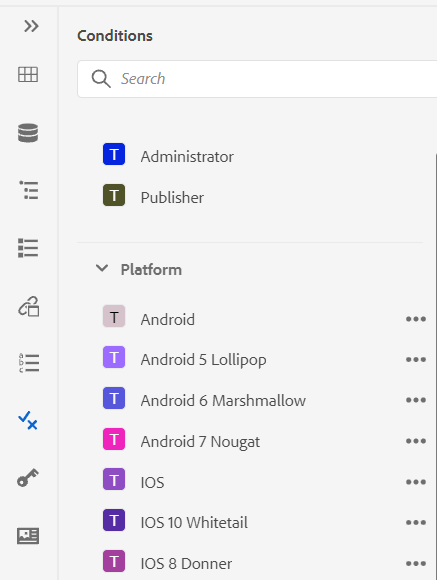 Conditions
Search
T Administrator
T Publisher
Platform
T Android
T Android 5 Lollipop
T Android 6 Marshmallow
T Android 7 Nougat
T IOS
T IOS 10 Whitetail
T IOS 8 Donner
a
b
c